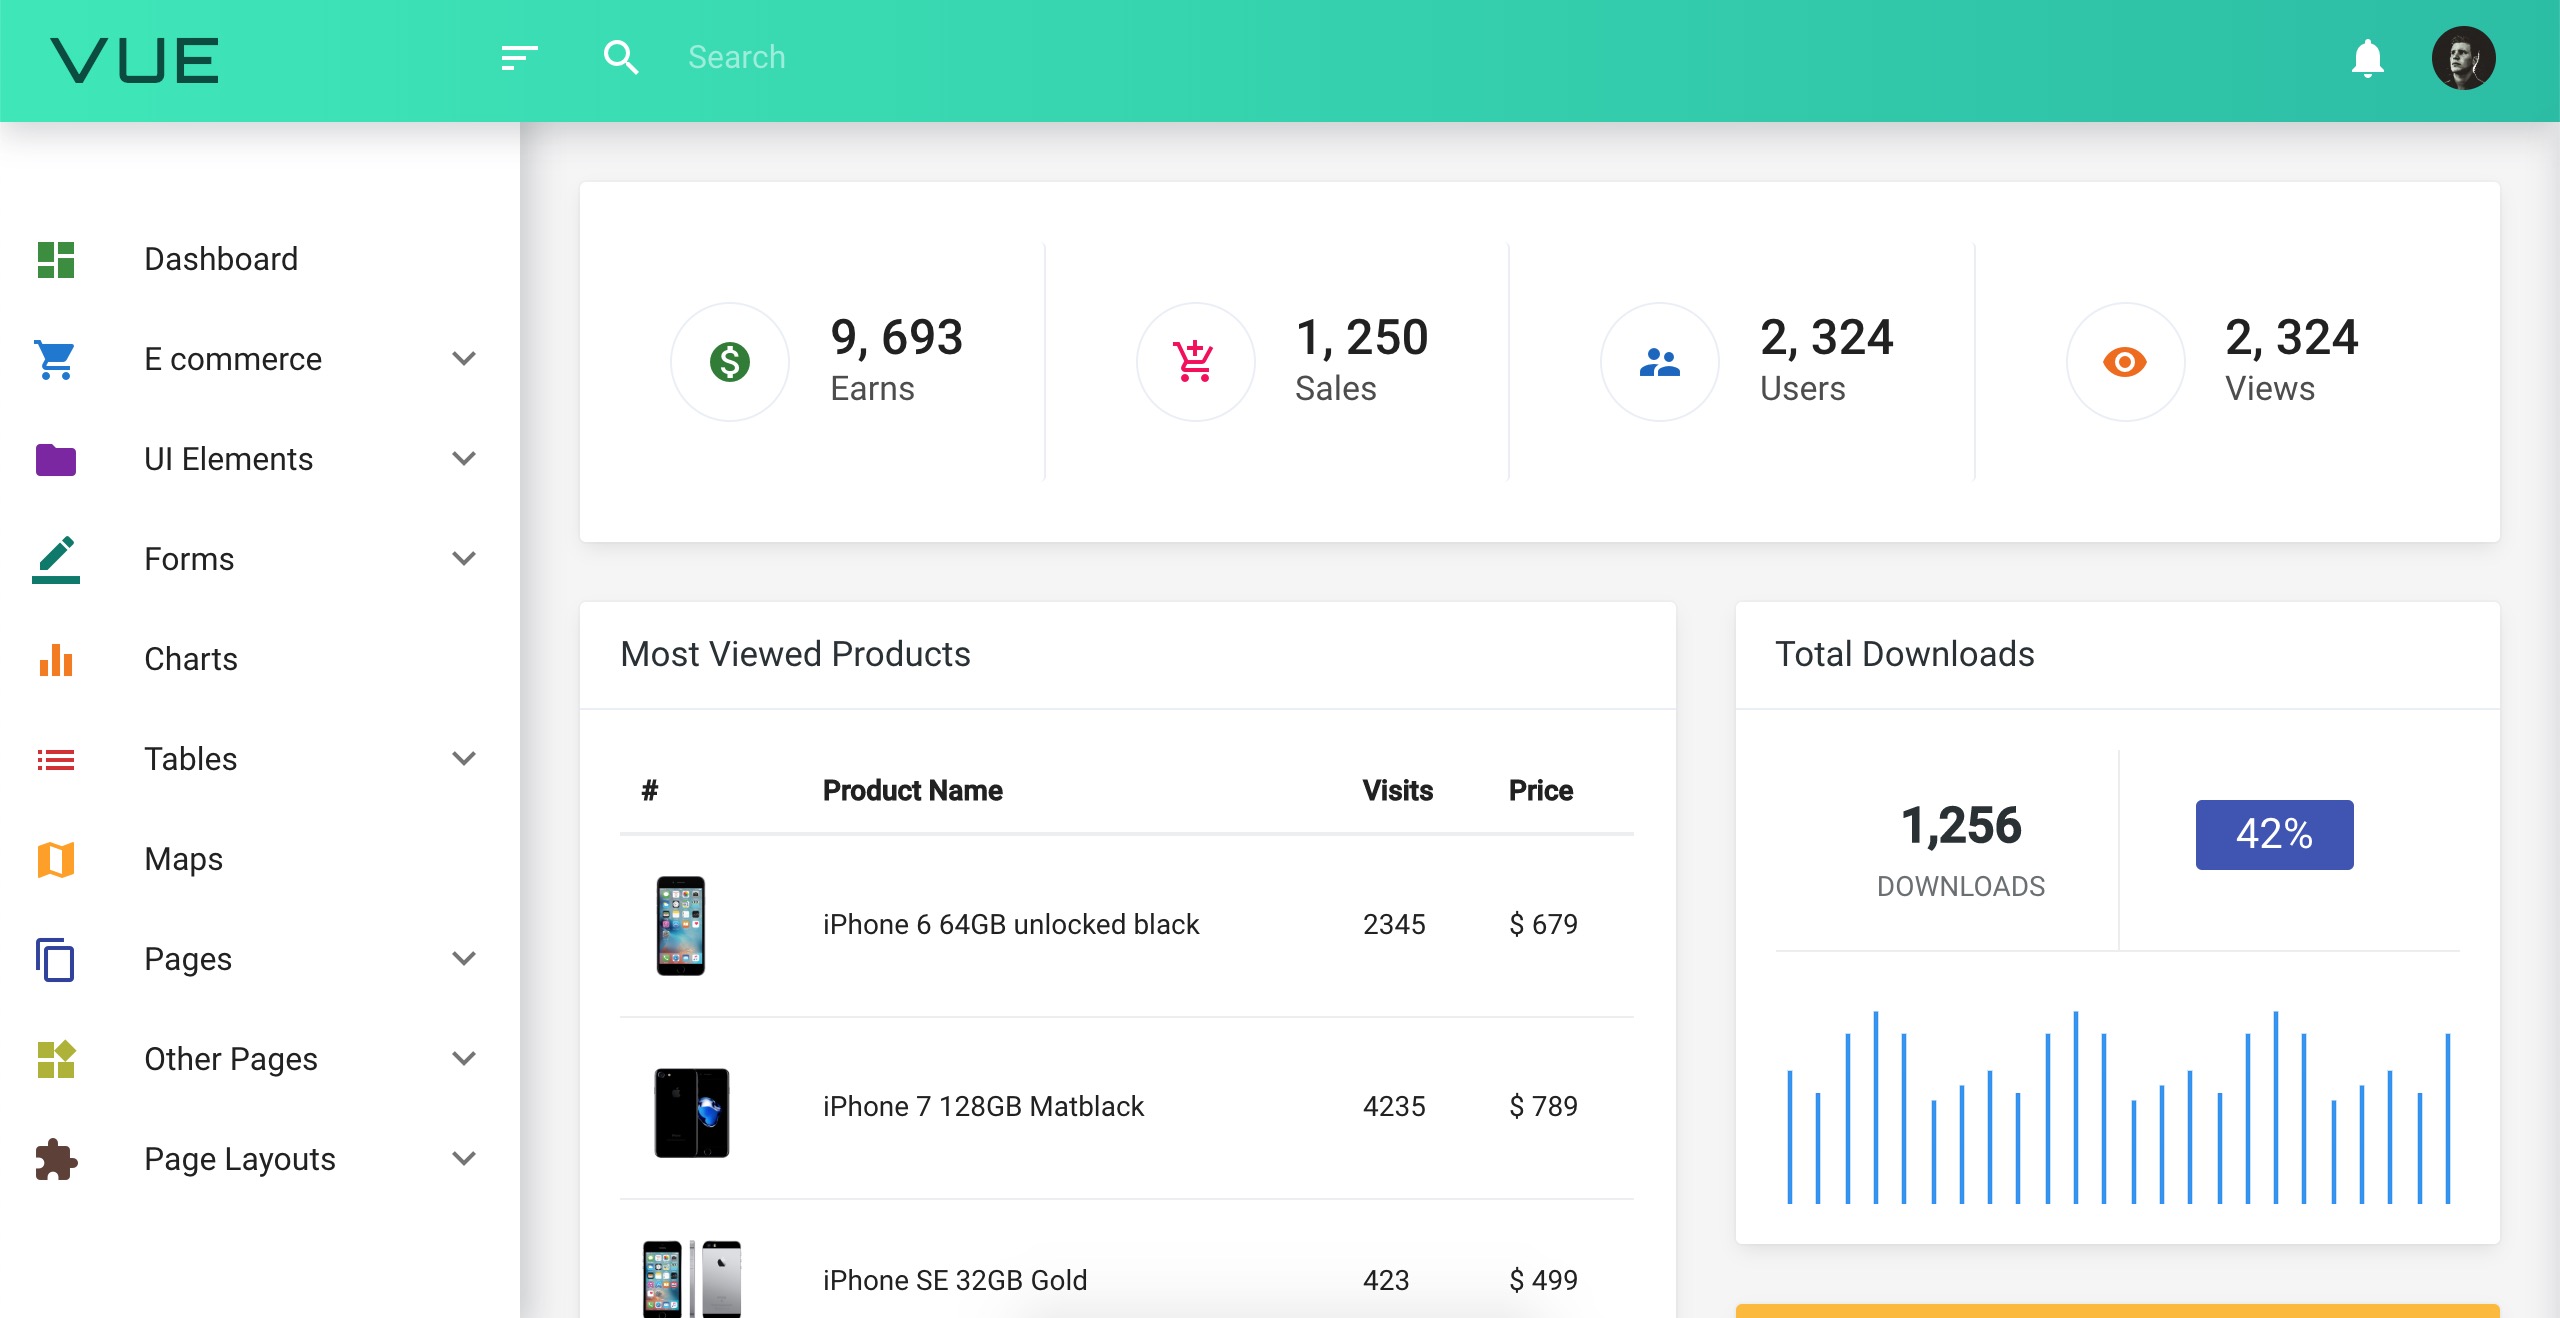 VUE
Search
Dashboard
E commerce
UI Elements
Forms
Charts
Tables
Maps
Pages
Other Pages
Page Layouts
9, 693
Earns
1, 250
Sales
2, 324
Users
2, 324
Views
Most Viewed Products
# Product Name Visits Price
iPhone 6 64GB unlocked black 2345 $ 679
iPhone 7 128GB Matblack 4235 $ 789
iPhone SE 32GB Gold 423 $ 499
Total Downloads
1,256
DOWNLOADS
42%